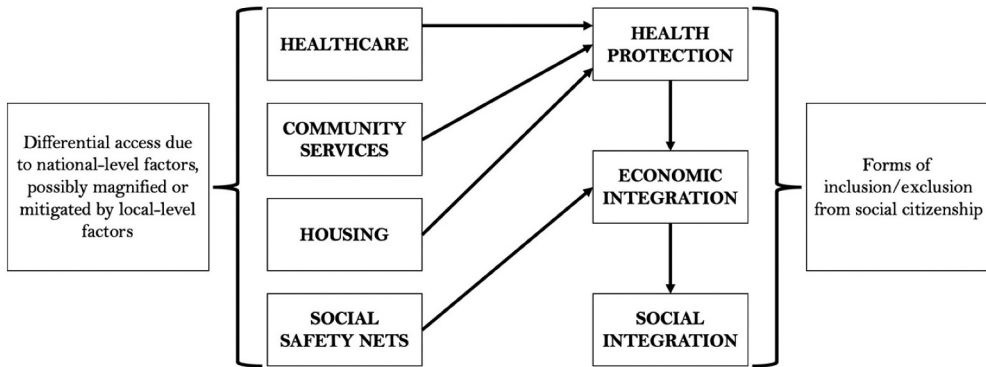 Differential access due
to national-level factors,
possibly magnified or
mitigated by local-level
factors
HEALTHCARE
COMMUNITY
SERVICES
HOUSING
SOCIAL
SAFETY NETS
HEALTH
PROTECTION
ECONOMIC
INTEGRATION
SOCIAL
INTEGRATION
Forms of
inclusion/exclusion
from social citizenship